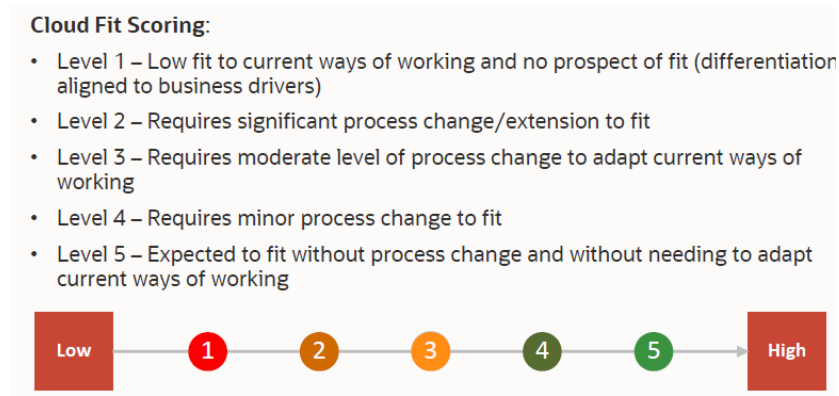 Cloud Fit Scoring:
• Level 1 – Low fit to current ways of working and no prospect of fit (differentiation
aligned to business drivers)
• Level 2 – Requires significant process change/extension to fit
• Level 3 – Requires moderate level of process change to adapt current ways of
working
• Level 4 – Requires minor process change to fit
• Level 5 – Expected to fit without process change and without needing to adapt
current ways of working
Low 1 2 3 4 5 High